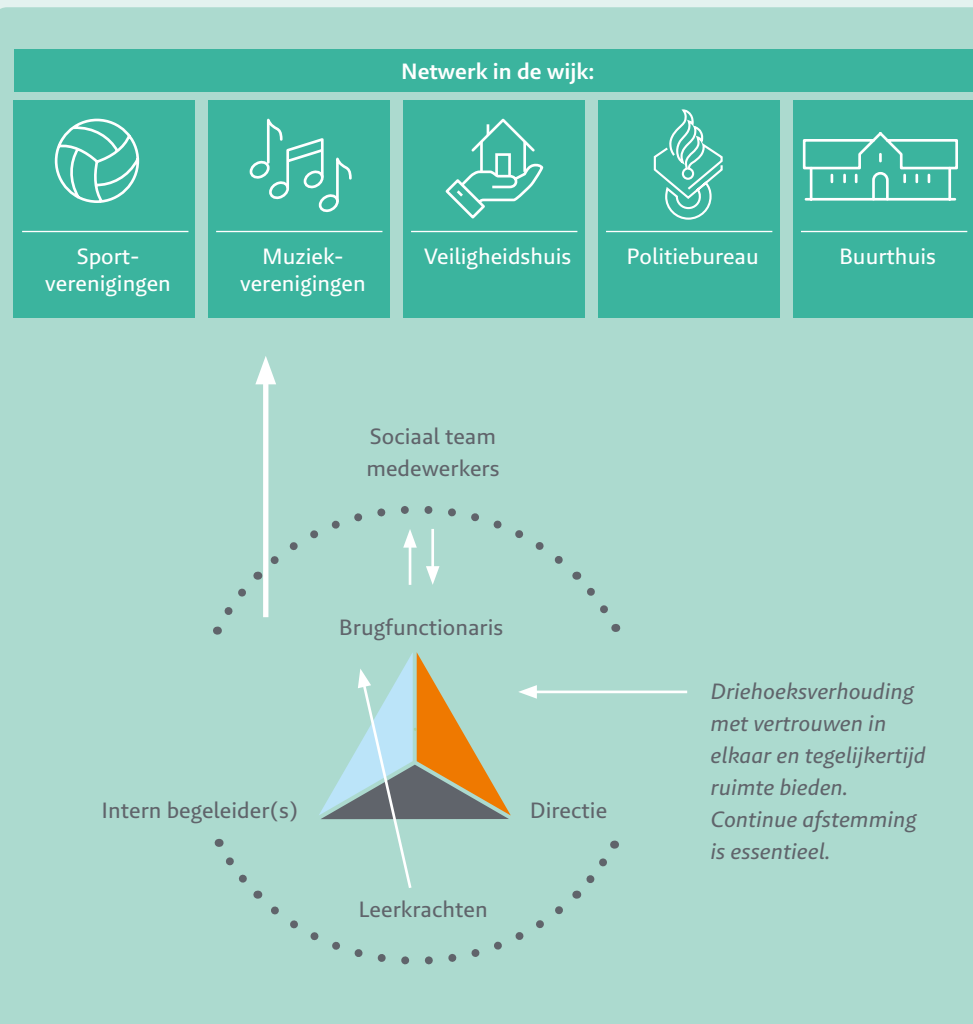 Netwerk in de wijk:
Sport-
verenigingen
Muziek-
verenigingen
Veiligheidshuis
Politiebureau
Buurthuis
Sociaal team
medewerkers
Brugfunctionaris
Driehoeksverhouding
met vertrouwen in
elkaar en tegelijkertijd
ruimte bieden.
Continue afstemming
is essentieel.
Intern begeleider(s)
Directie
Leerkrachten